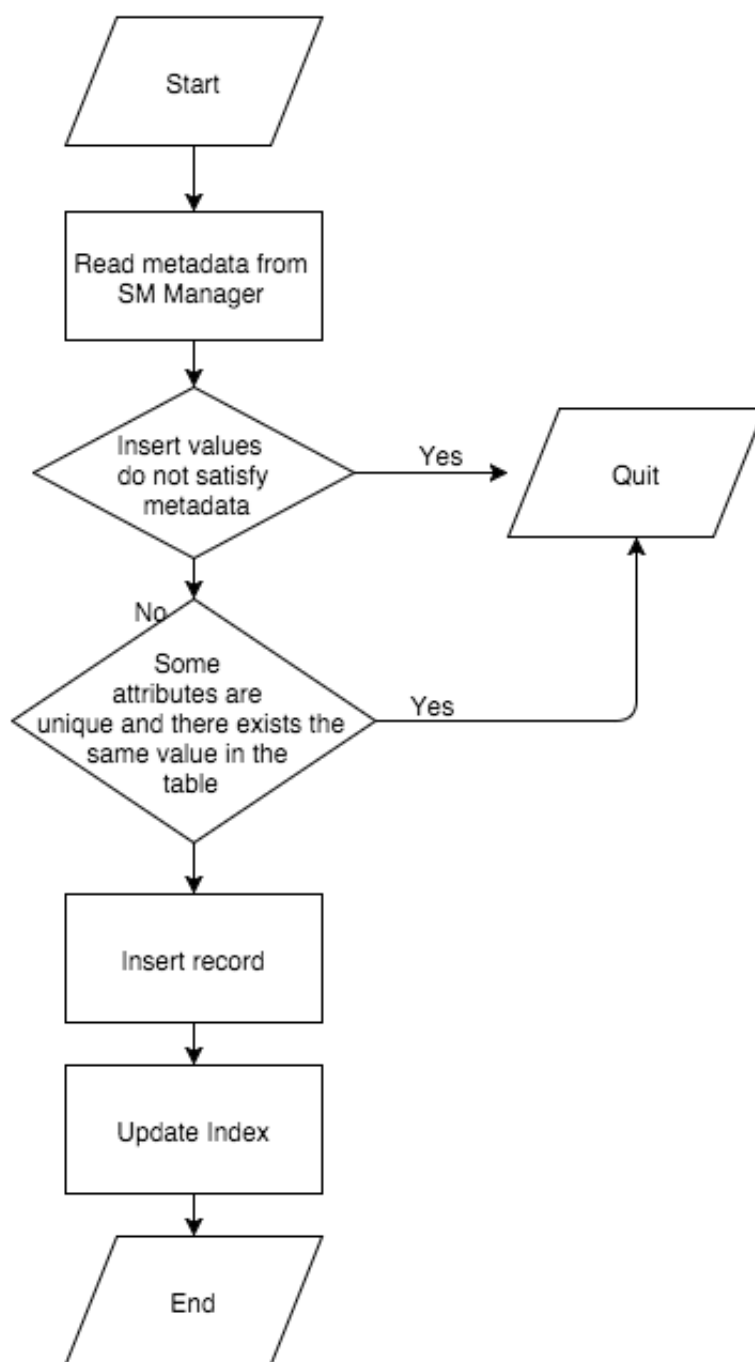 Start
Read metadata from
SM Manager
Insert values
do not satisfy
metadata
Yes
Quit
No
Some
attributes are
unique and there exists the
same value in the
table
Yes
Insert record
Update Index
End